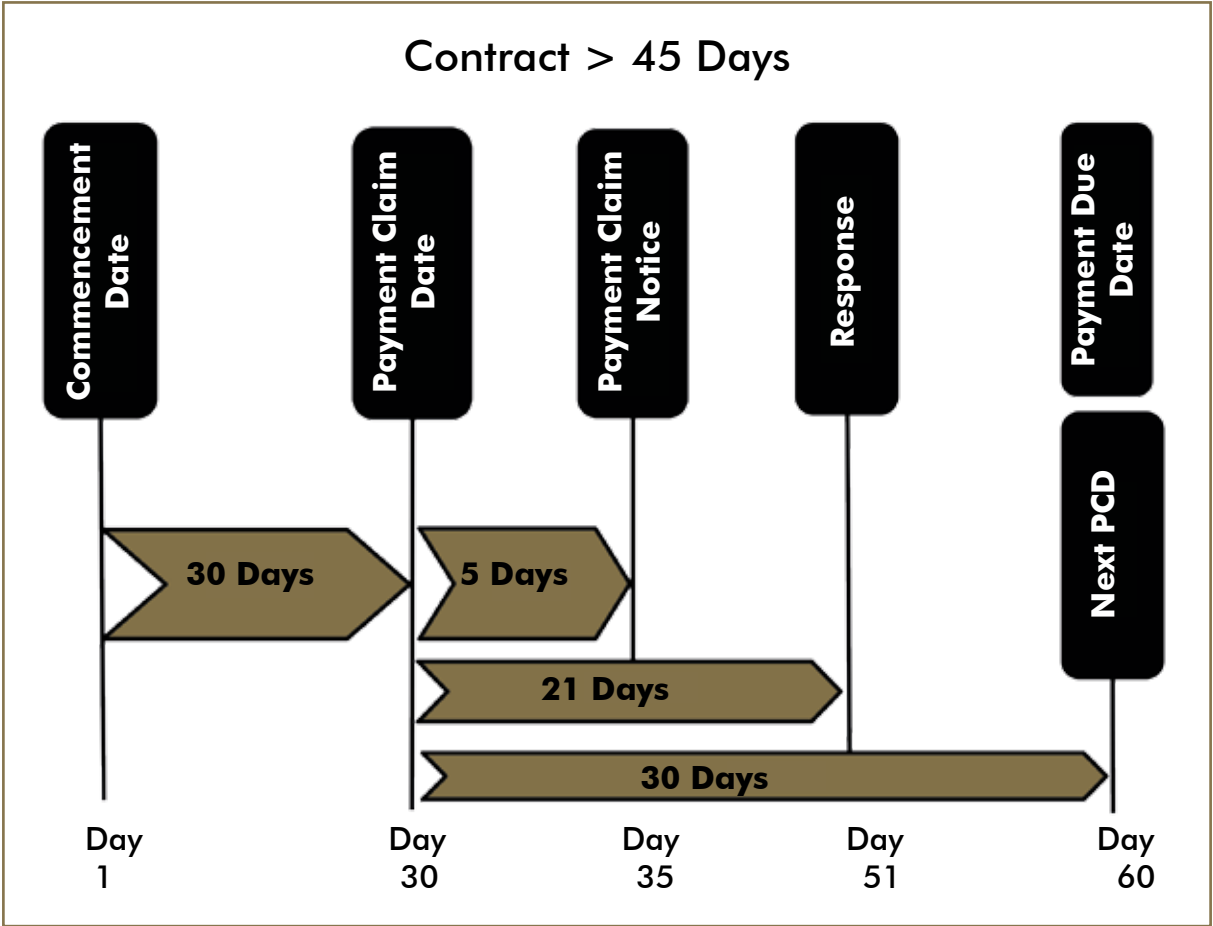 Contract > 45 Days
Commencement
Date
Payment Claim
Date
Payment Claim
Notice
Response
Payment Due
Date
Next PCD
30 Days
5 Days
21 Days
30 Days
Day
1
Day
30
Day
35
Day
51
Day
60